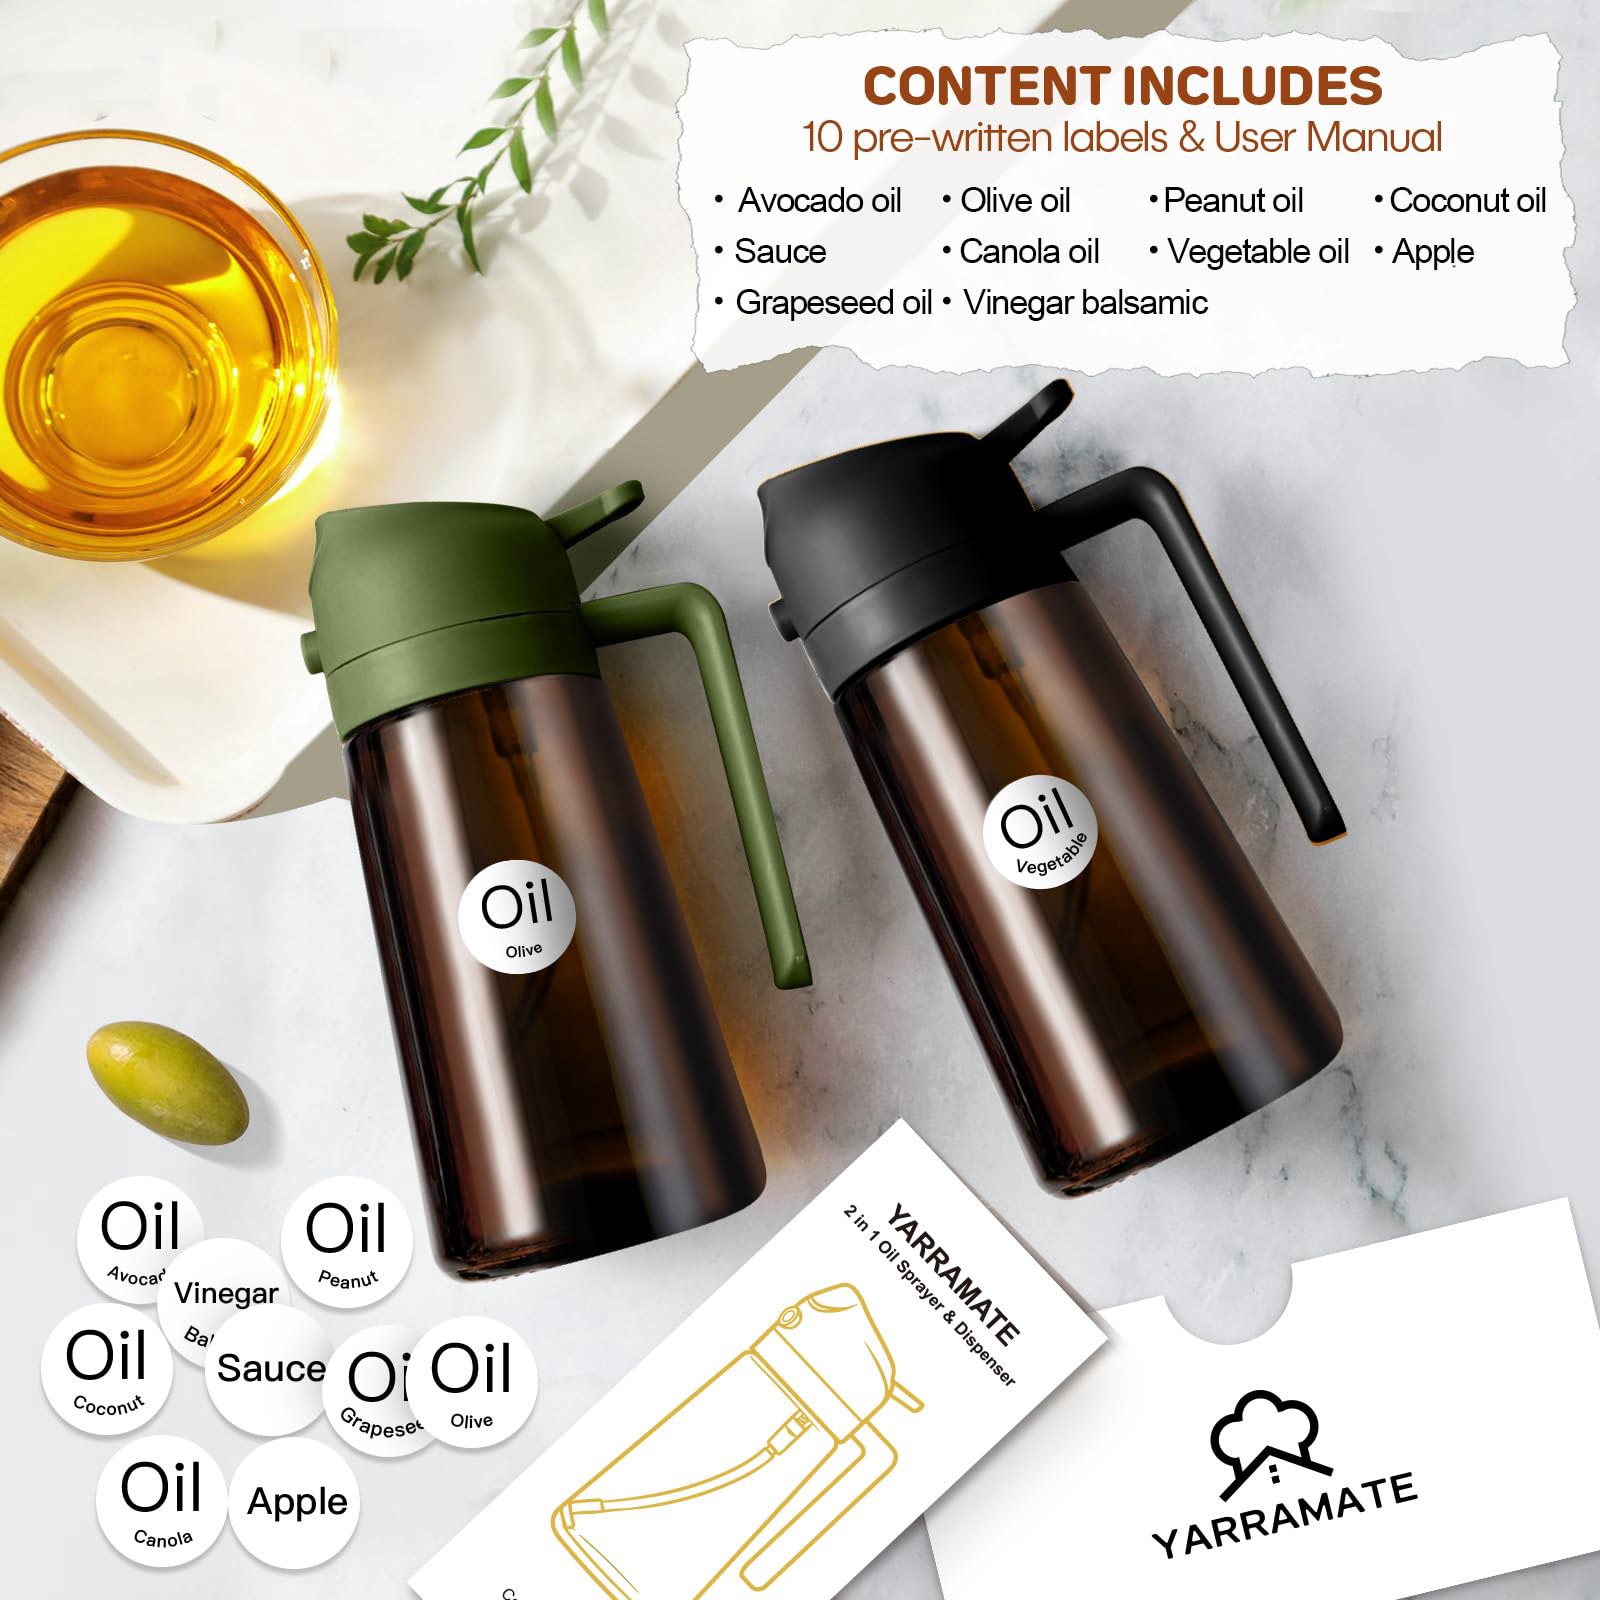 CONTENT INCLUDES
10 pre-written labels & User Manual
• Avocado oil • Olive oil • Peanut oil • Coconut oil
• Sauce • Canola oil • Vegetable oil • Apple
• Grapeseed oil • Vinegar balsamic
Oil
Vegetable
Oil
Olive
Oil
Oil
Peanut
Vinegar
Oil
Coconut
Sauce
Oil
Olive
Oil
Canola
Apple
YARRAMATE
2 in 1 Oil Sprayer & Dispenser
YARRAMATE